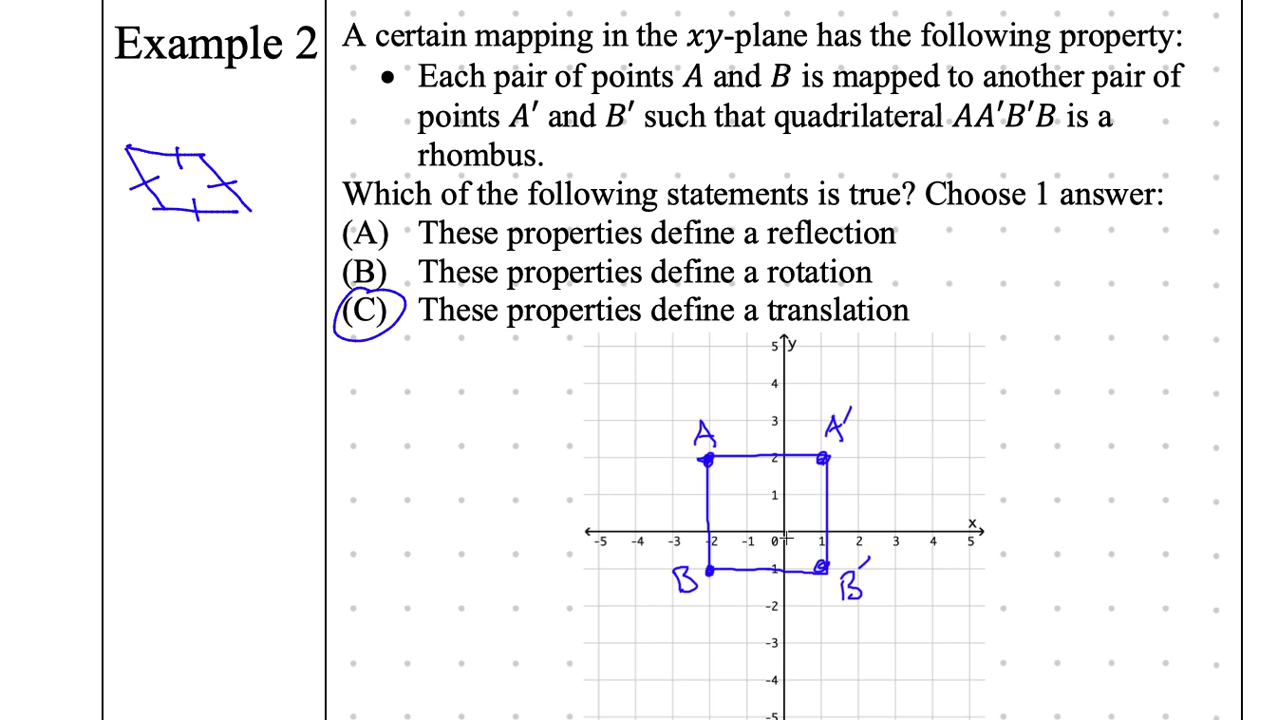 Example 2
A certain mapping in the xy-plane has the following property:
• Each pair of points A and B is mapped to another pair of
points A′ and B′ such that quadrilateral AA′B′B is a
rhombus.
Which of the following statements is true? Choose 1 answer:
(A) These properties define a reflection
(B) These properties define a rotation
(C) These properties define a translation
5 y
4
A 3 A′
2
1
x
-5 -4 -3 -2 -1 0 1 2 3 4 5
B -1 B′
-2
-3
-4
-5